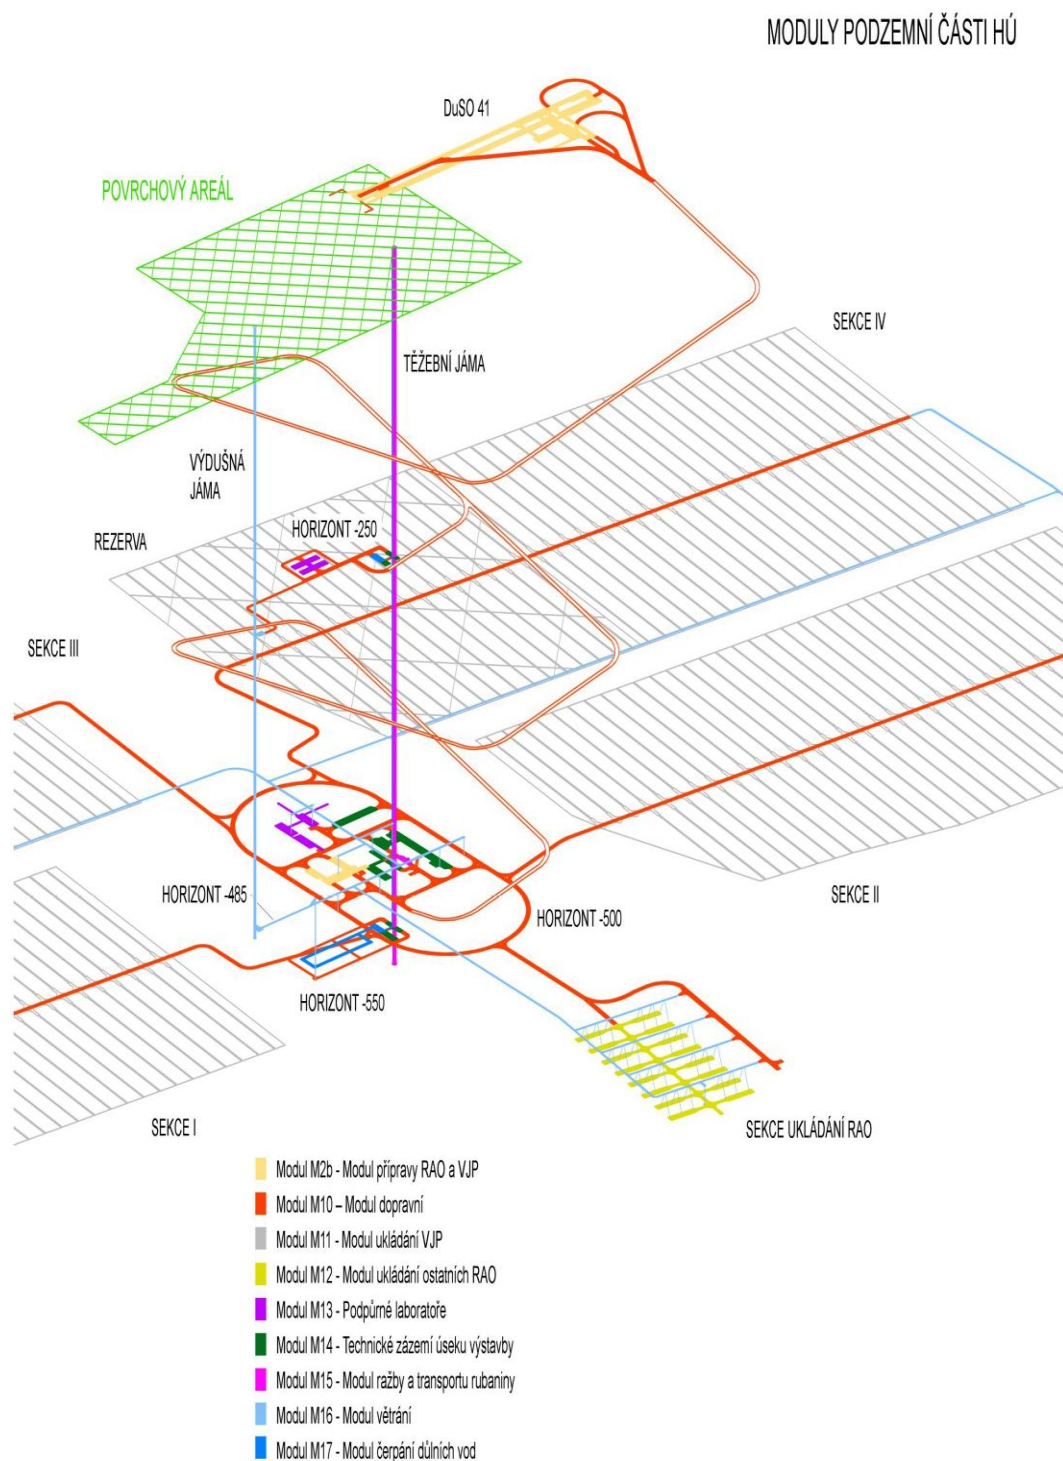 MODULY PODZEMNÍ ČÁSTI HÚ
DuSO 41
POVRCHOVÝ AREÁL
SEKCE IV
TĚŽEBNÍ JÁMA
VÝDUŠNÁ
JÁMA
HORIZONT -250
REZERVA
SEKCE III
HORIZONT -485
SEKCE II
HORIZONT -500
HORIZONT -550
SEKCE I
SEKCE UKLÁDÁNÍ RAO
Modul M2b - Modul přípravy RAO a VJP
Modul M10 – Modul dopravní
Modul M11 - Modul ukládání VJP
Modul M12 - Modul ukládání ostatních RAO
Modul M13 - Podpůrné laboratoře
Modul M14 - Technické zázemí úseku výstavby
Modul M15 - Modul ražby a transportu rubaniny
Modul M16 - Modul větrání
Modul M17 - Modul čerpání důlních vod